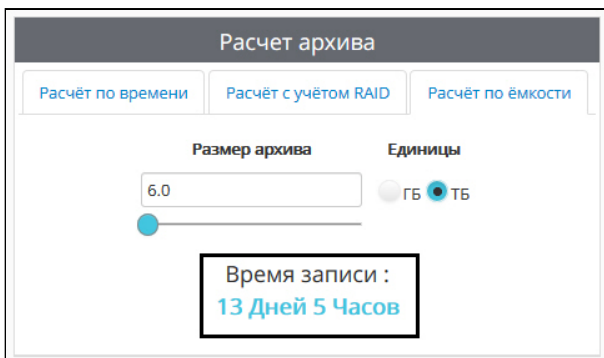 Расчет архива
Расчёт по времени Расчёт с учётом RAID Расчёт по ёмкости
Размер архива Единицы
6.0 ГБ ТБ
Время записи :
13 Дней 5 Часов